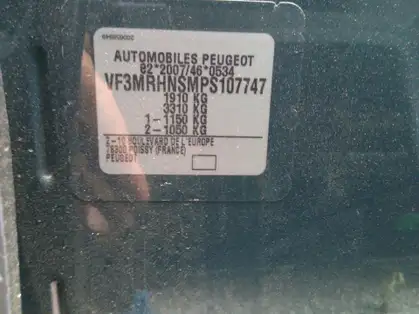 AUTOMOBILES PEUGEOT
e2*2007/46*0534
VF3MRHNSMPS107747
1910 KG
3310 KG
1- 1150 KG
2- 1050 KG
2-10 BOULEVARD DE L'EUROPE
78300 POISSY (FRANCE)
PEUGEOT